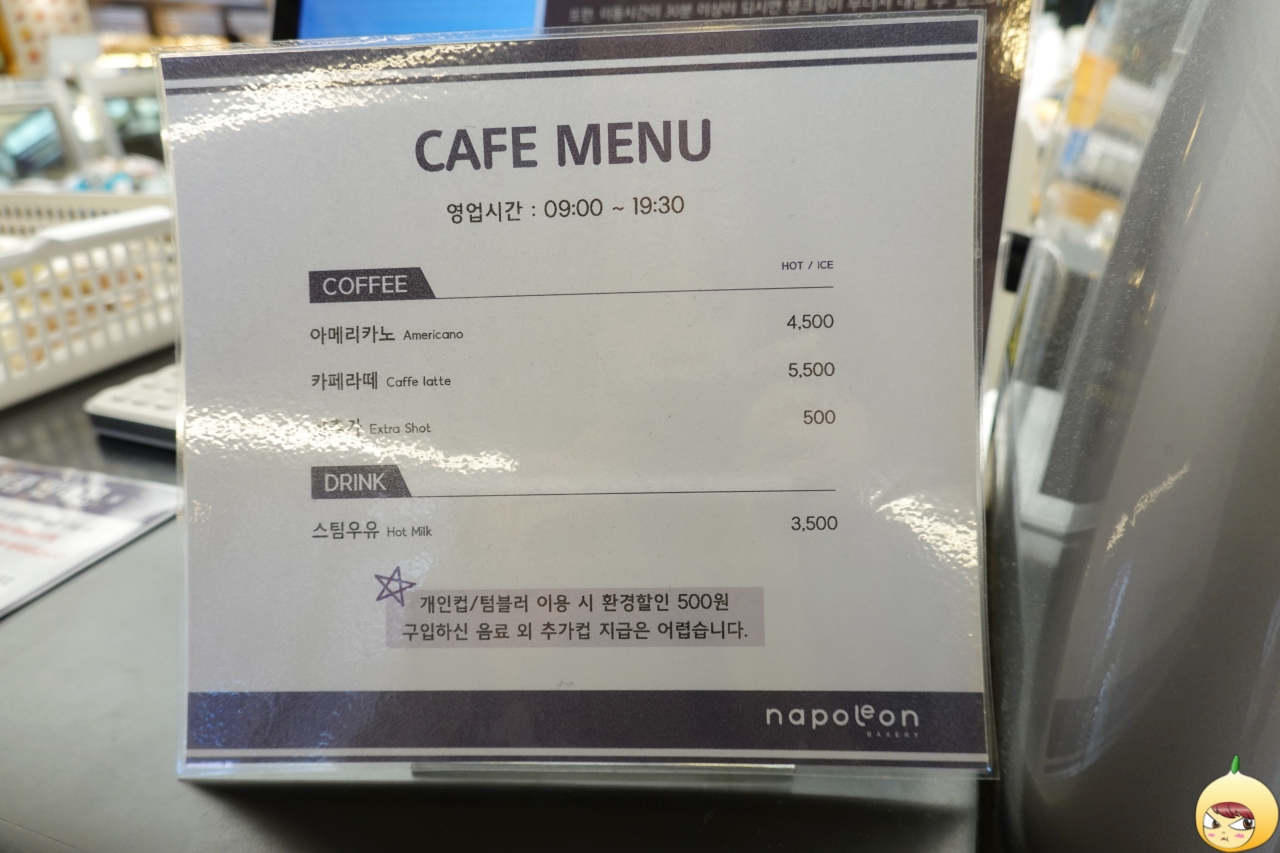 CAFE MENU
영업시간 : 09:00 ~ 19:30
COFFEE HOT / ICE
아메리카노 Americano 4,500
카페라떼 Caffe latte 5,500
Extra Shot 500
DRINK
스팀우유 Hot Milk 3,500
개인컵/텀블러 이용 시 환경할인 500원
구입하신 음료 외 추가컵 지급은 어렵습니다.
napoleon
BAKERY